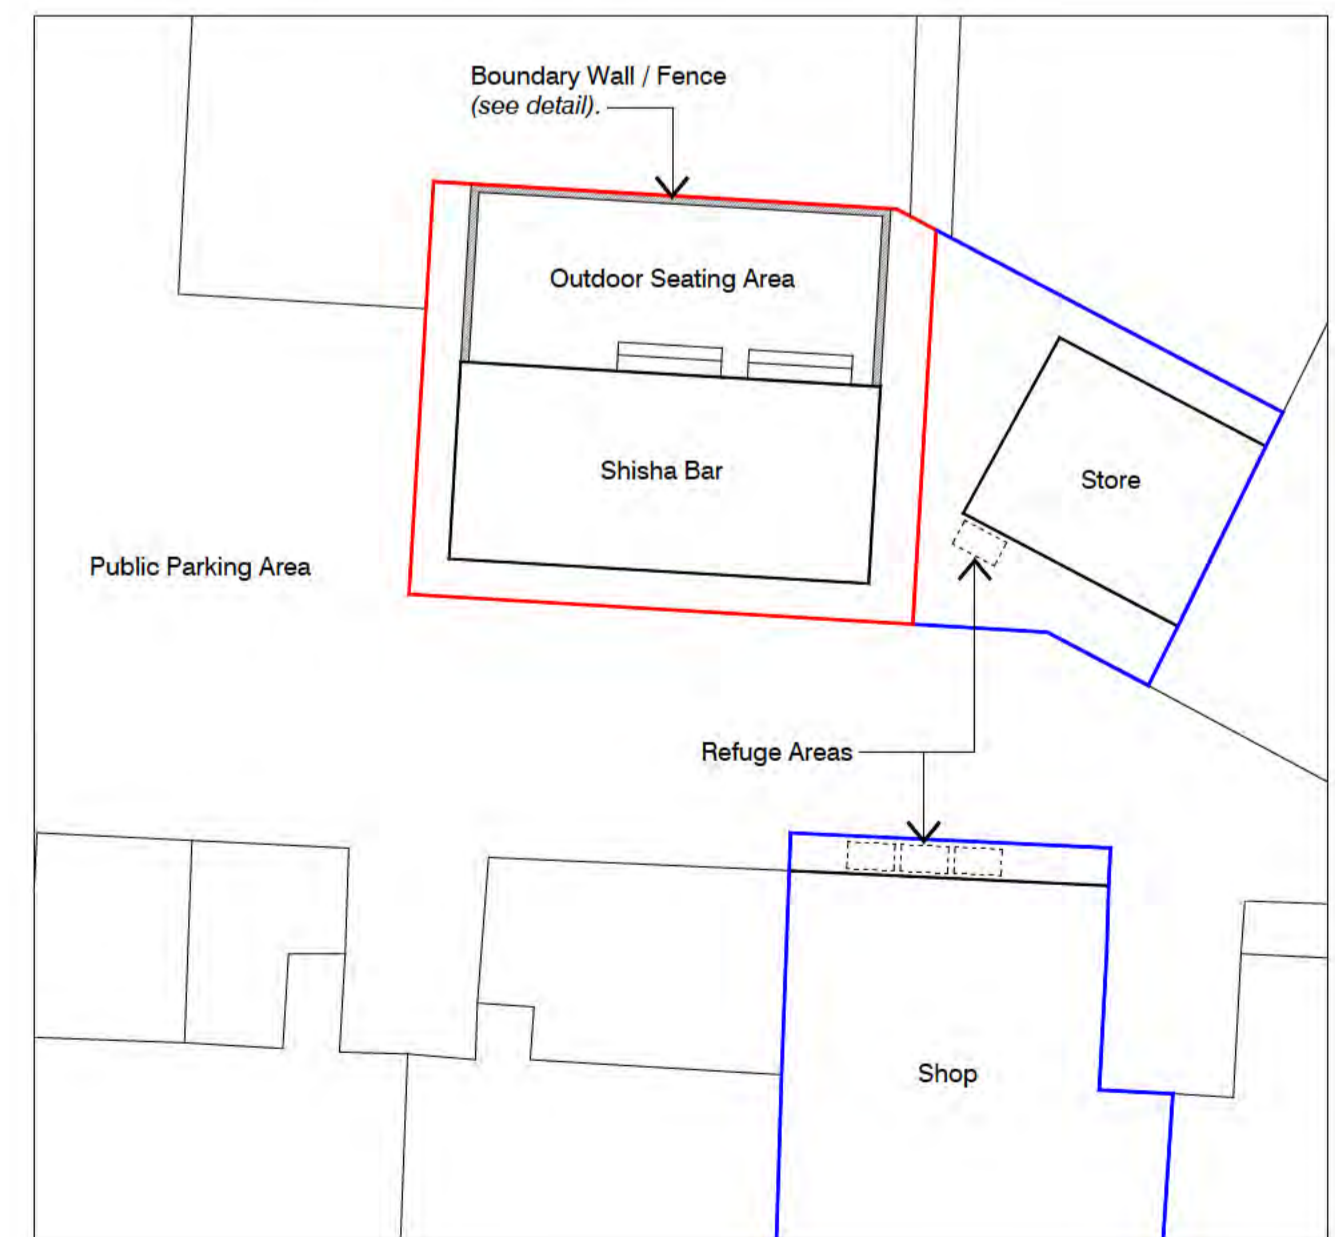 Boundary Wall / Fence
(see detail).
Outdoor Seating Area
Shisha Bar
Store
Public Parking Area
Refuge Areas
Shop